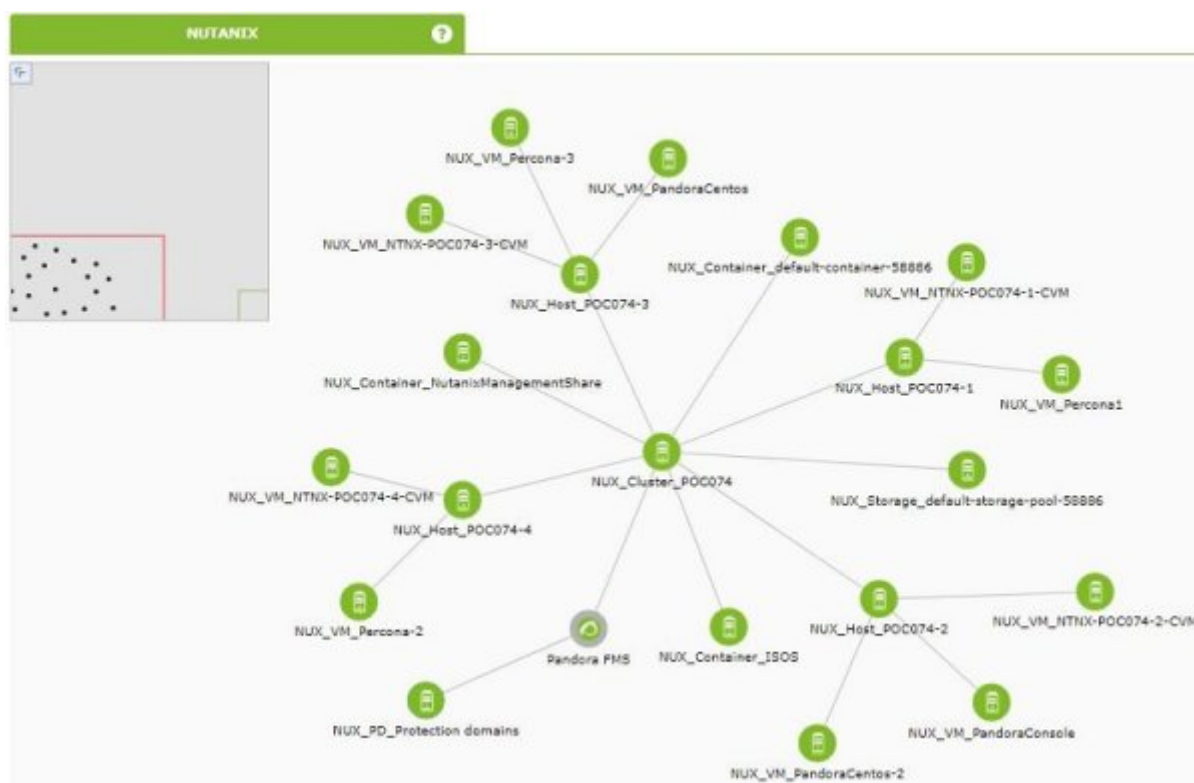 NUTANIX
?
NUX_VM_Percona-3
NUX_VM_PandoraCentos
NUX_VM_NTNX-POC074-3-CVM
NUX_Container_default-container-58886
NUX_VM_NTNX-POC074-1-CVM
NUX_Host_POC074-3
NUX_Container_NutanixManagementShare
NUX_Host_POC074-1
NUX_VM_Percona1
NUX_Cluster_POC074
NUX_VM_NTNX-POC074-4-CVM
NUX_Storage_default-storage-pool-58886
NUX_Host_POC074-4
NUX_VM_Percona-2
NUX_Host_POC074-2
NUX_VM_NTNX-POC074-2-CVM
Pandora FMS
NUX_Container_ISOS
NUX_PD_Protection domains
NUX_VM_PandoraConsole
NUX_VM_PandoraCentos-2